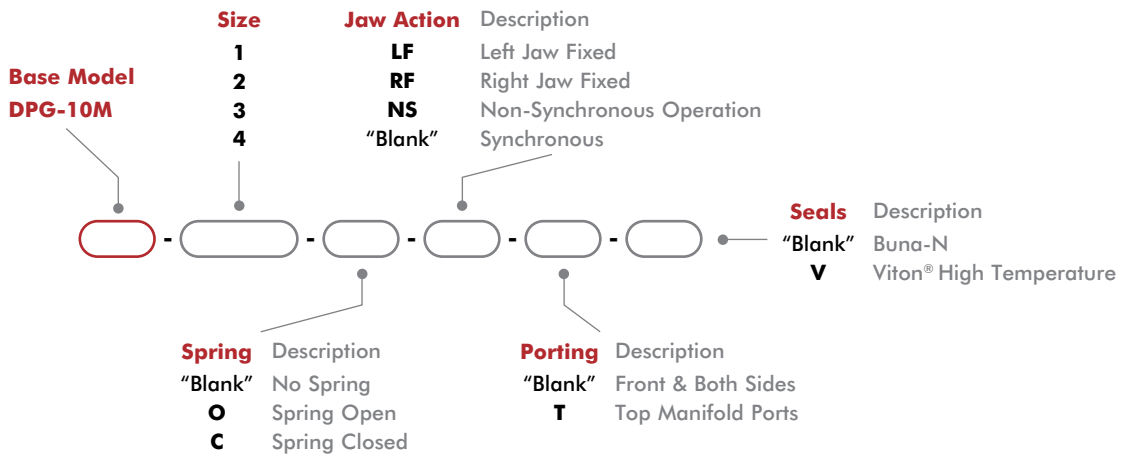 Size
1
2
3
4
Jaw Action Description
LF Left Jaw Fixed
RF Right Jaw Fixed
NS Non-Synchronous Operation
“Blank” Synchronous
Base Model
DPG-10M
- - - - -
Seals Description
“Blank” Buna-N
V Viton® High Temperature
Spring Description
“Blank” No Spring
O Spring Open
C Spring Closed
Porting Description
“Blank” Front & Both Sides
T Top Manifold Ports